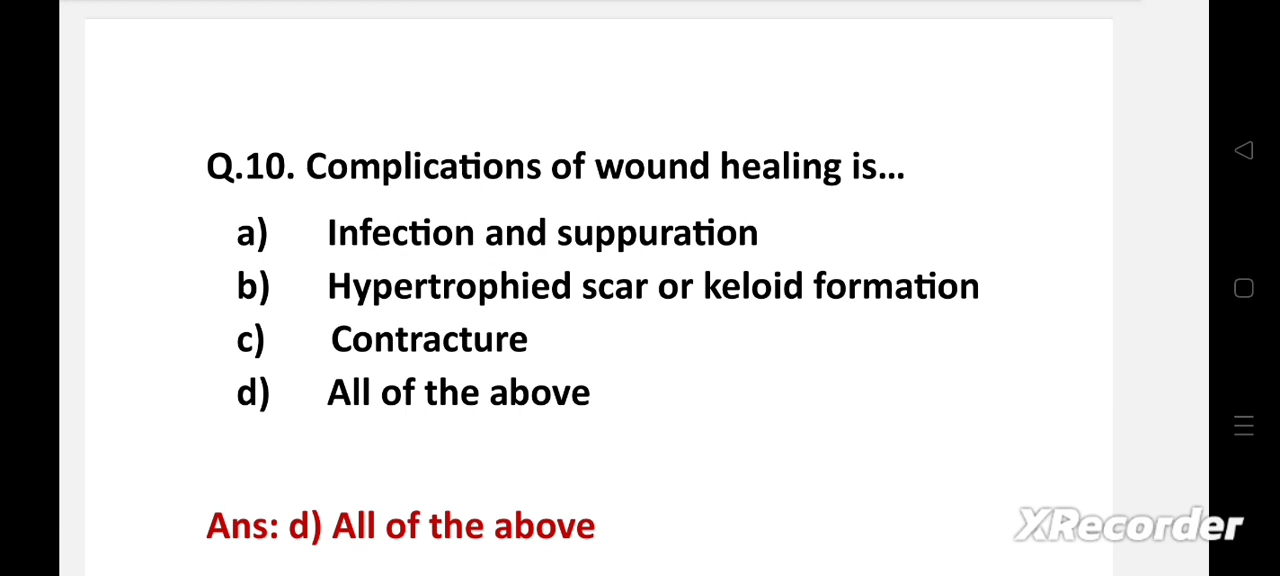 Q.10. Complications of wound healing is...
a) Infection and suppuration
b) Hypertrophied scar or keloid formation
c) Contracture
d) All of the above
Ans: d) All of the above
XRecorder